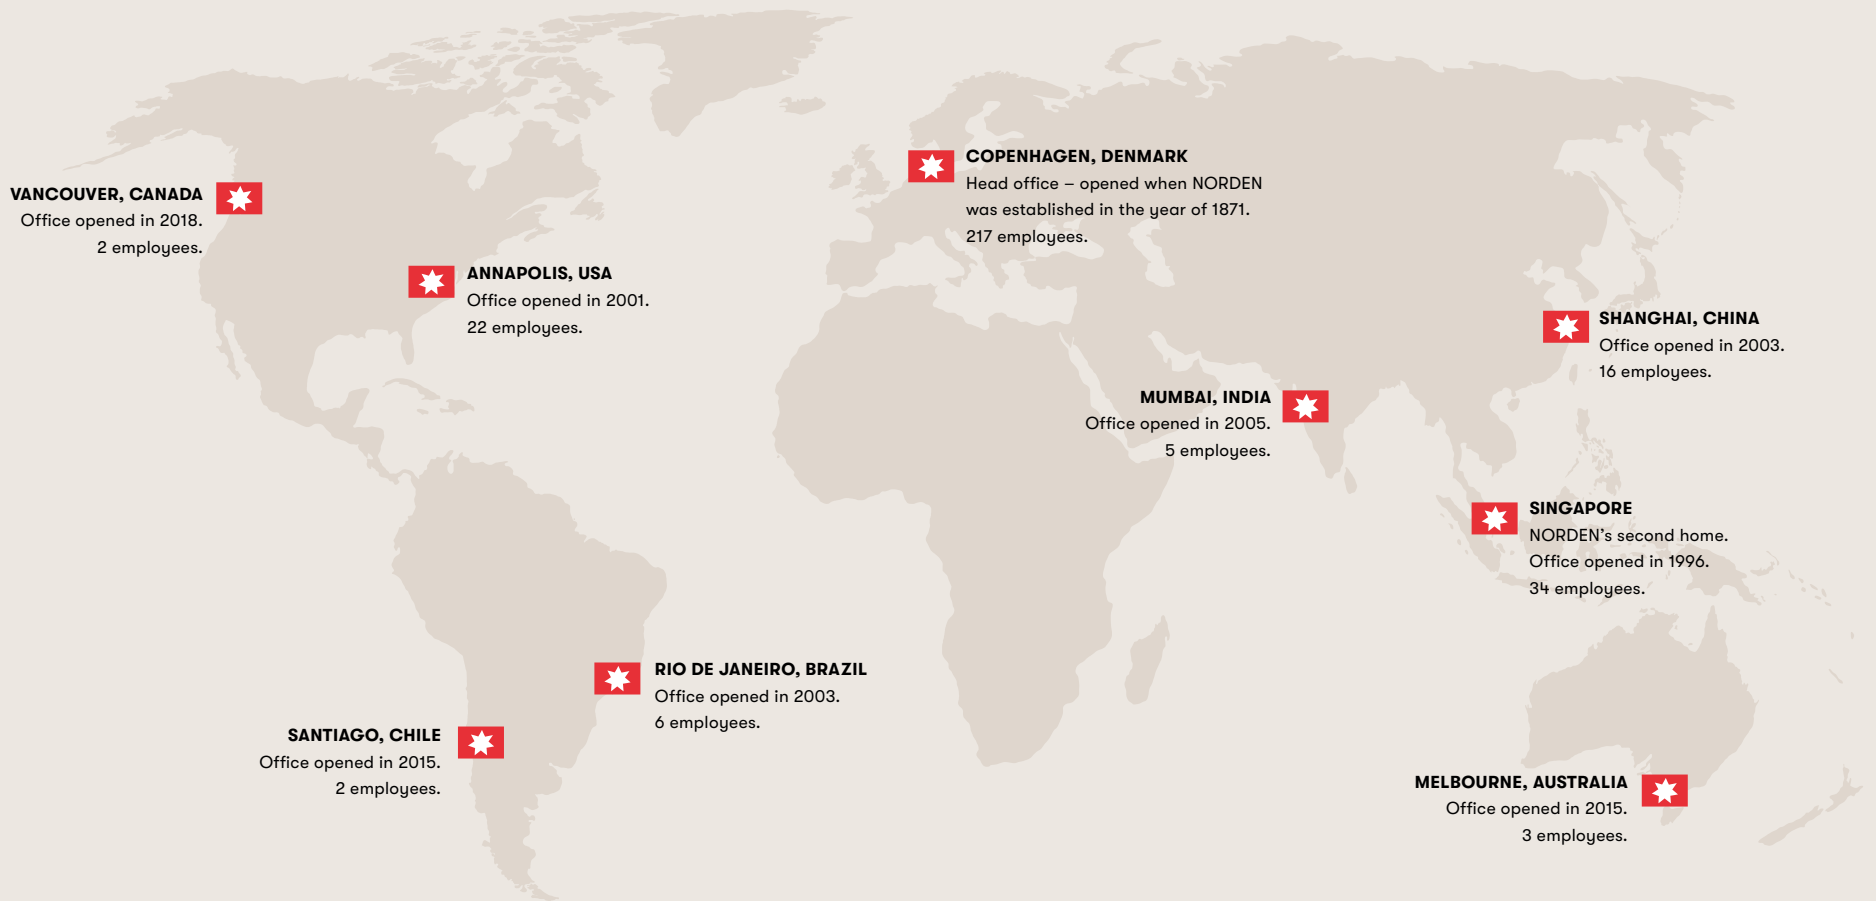 COPENHAGEN, DENMARK
Head office – opened when NORDEN
was established in the year of 1871.
217 employees.
VANCOUVER, CANADA
Office opened in 2018.
2 employees.
ANNAPOLIS, USA
Office opened in 2001.
22 employees.
SHANGHAI, CHINA
Office opened in 2003.
16 employees.
MUMBAI, INDIA
Office opened in 2005.
5 employees.
SINGAPORE
NORDEN’s second home.
Office opened in 1996.
34 employees.
RIO DE JANEIRO, BRAZIL
Office opened in 2003.
6 employees.
SANTIAGO, CHILE
Office opened in 2015.
2 employees.
MELBOURNE, AUSTRALIA
Office opened in 2015.
3 employees.